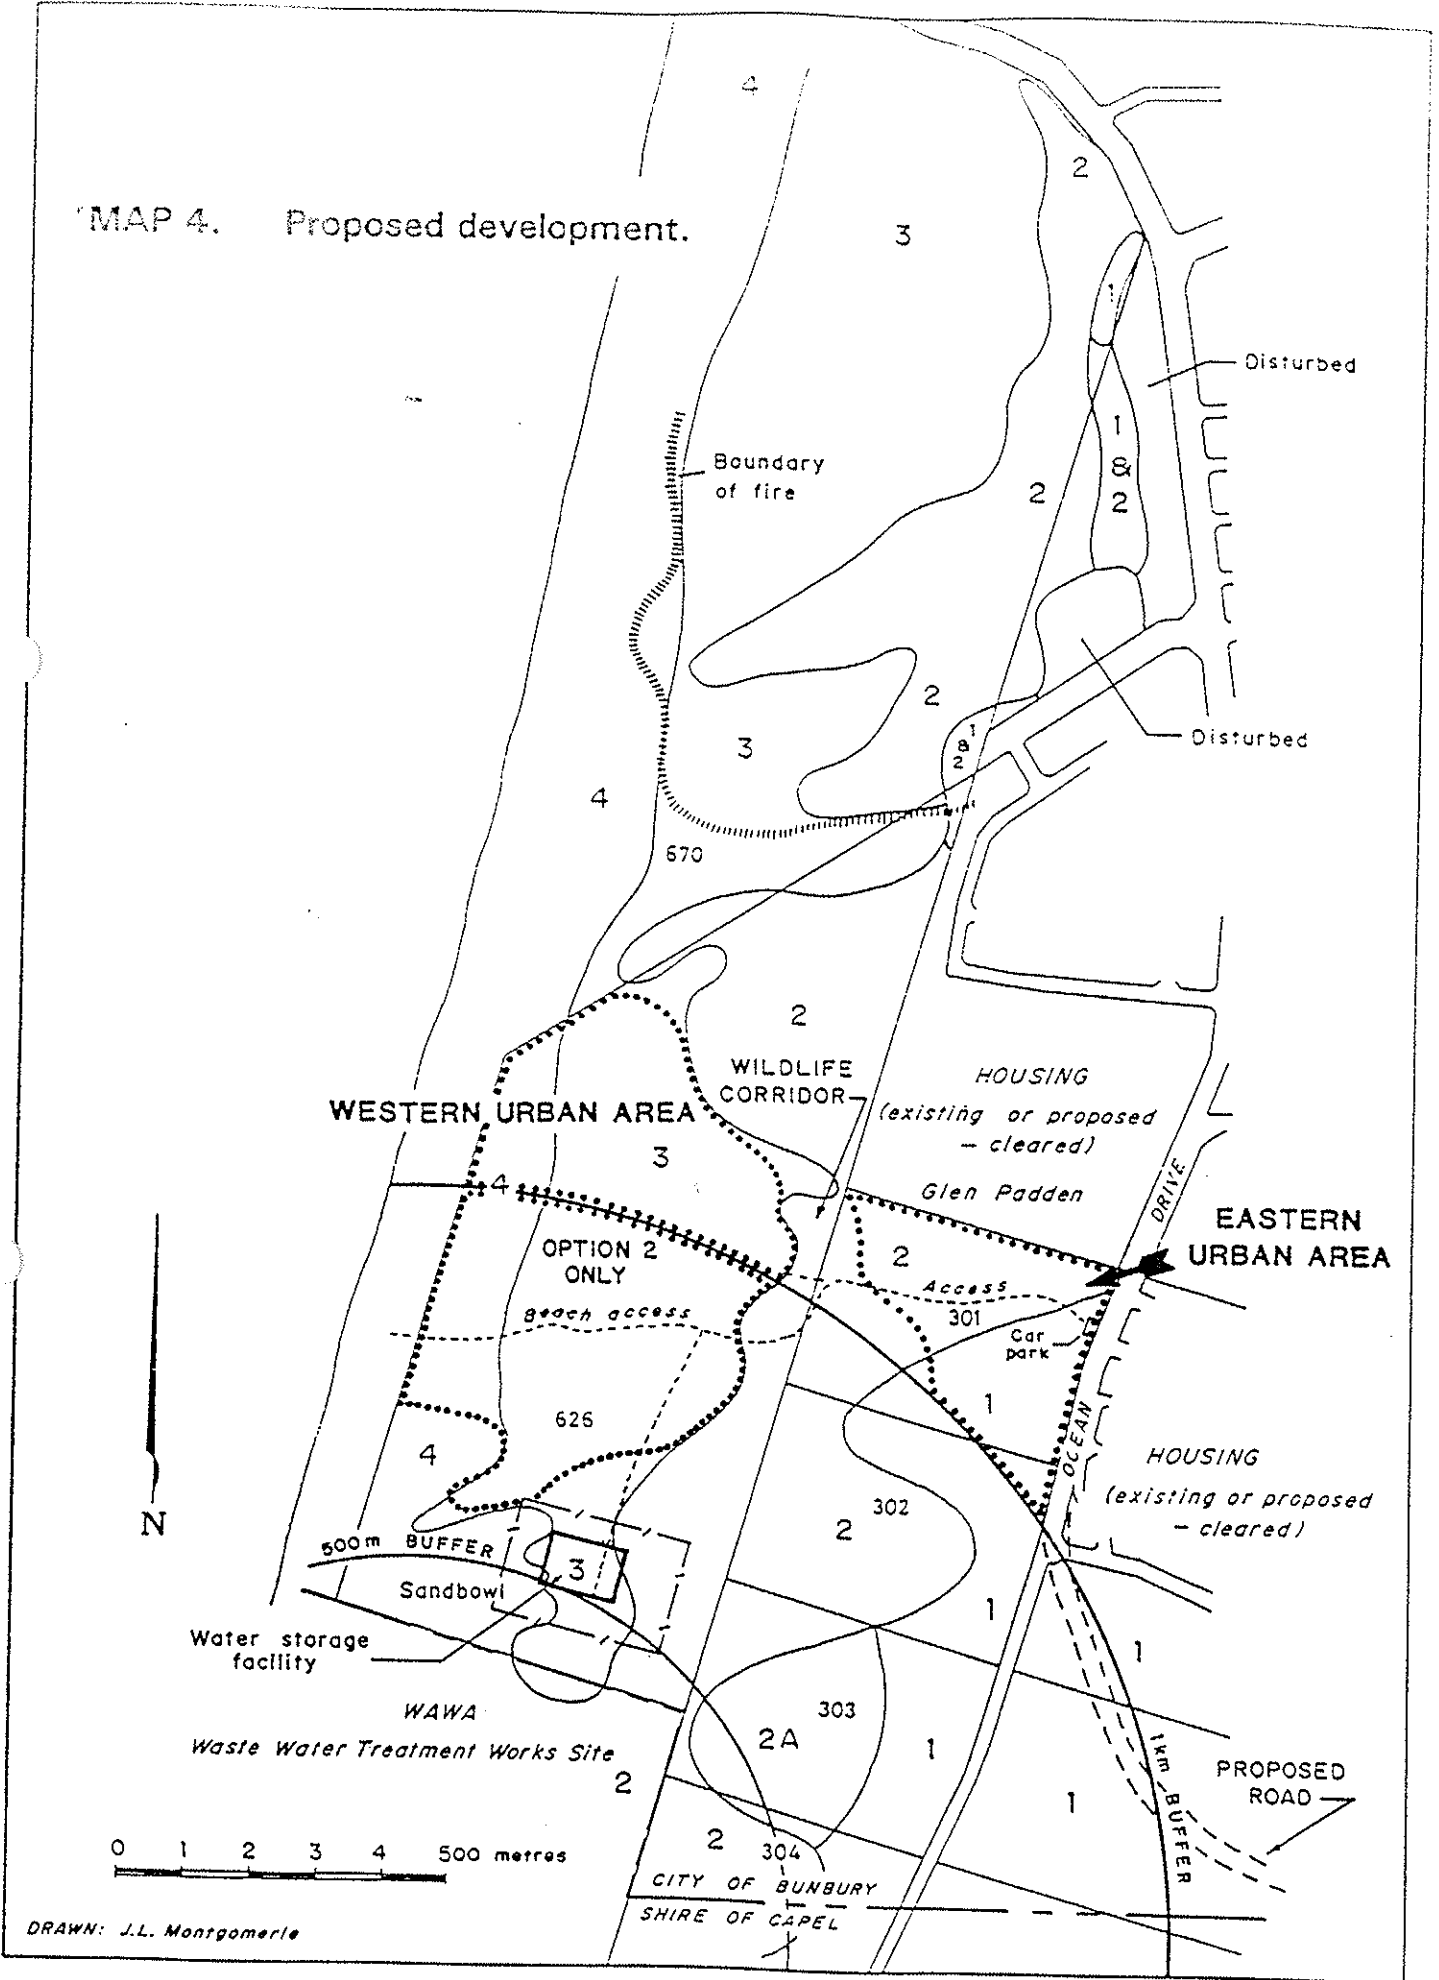 4
2
MAP 4. Proposed development.
3
1
Disturbed
1
&
2
Boundary
of fire
2
2
1
&
2
3
Disturbed
4
670
2
WILDLIFE
CORRIDOR
HOUSING
(existing or proposed
– cleared)
WESTERN URBAN AREA
3
4
Glen Padden
DRIVE
EASTERN
URBAN AREA
OPTION 2
ONLY
2
Access
301
Beach access
Car
park
1
626
4
OCEAN
HOUSING
(existing or proposed
– cleared)
302
2
N
500m BUFFER
3
Sandbowl
1
Water storage
facility
1
303
WAWA
2A
Waste Water Treatment Works Site
1
2
1km BUFFER
PROPOSED
ROAD
1
0 1 2 3 4 500 metres
2
304
CITY OF BUNBURY
SHIRE OF CAPEL
DRAWN: J.L. Montgomerie